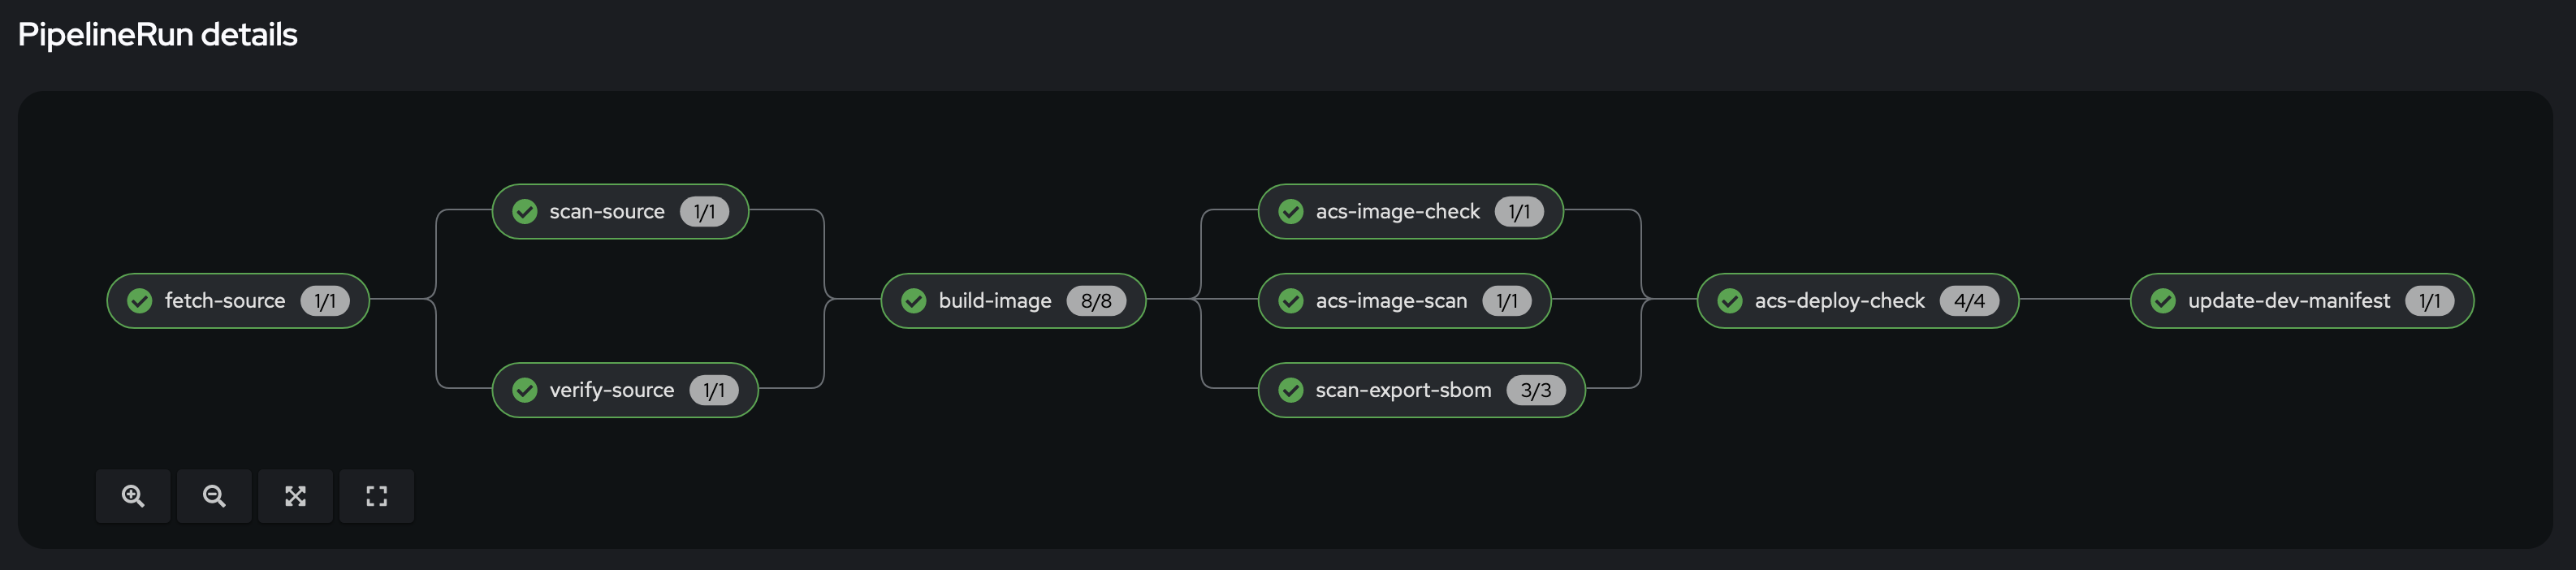 PipelineRun details
fetch-source 1/1
scan-source 1/1
verify-source 1/1
build-image 8/8
acs-image-check 1/1
acs-image-scan 1/1
scan-export-sbom 3/3
acs-deploy-check 4/4
update-dev-manifest 1/1